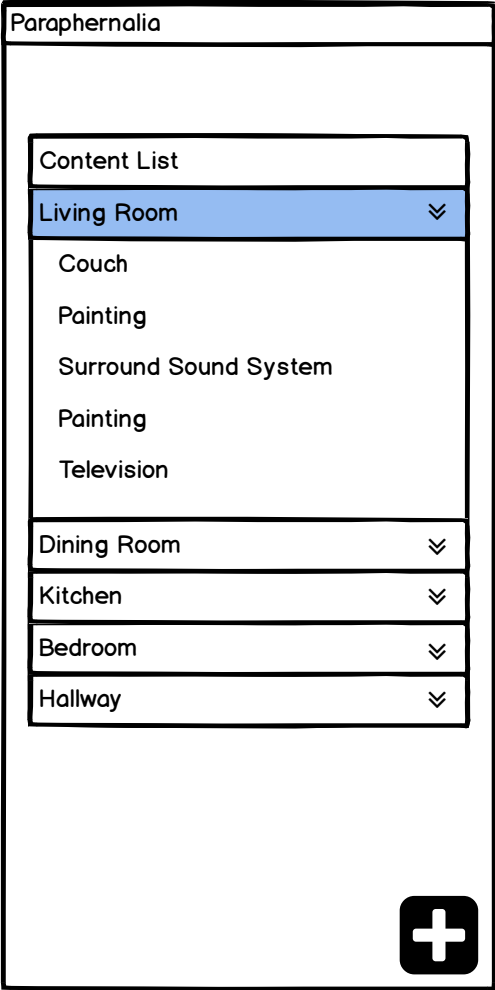 Paraphernalia
Content List
Living Room
Couch
Painting
Surround Sound System
Painting
Television
Dining Room
Kitchen
Bedroom
Hallway